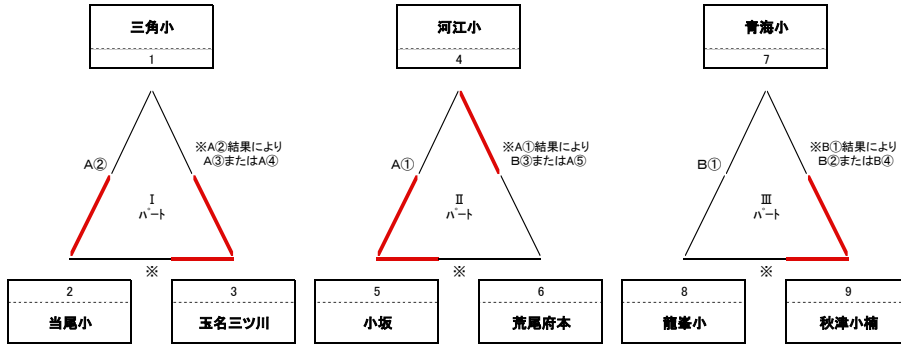 三角小
1
河江小
4
青海小
7
A②
※A②結果により
A③またはA④
Ⅰ
パート
A①
※A①結果により
B③またはA⑤
Ⅱ
パート
B①
※B①結果により
B②またはB④
Ⅲ
パート
※
※
※
2
当尾小
3
玉名三ツ川
5
小坂
6
荒尾府本
8
龍峯小
9
秋津小楠